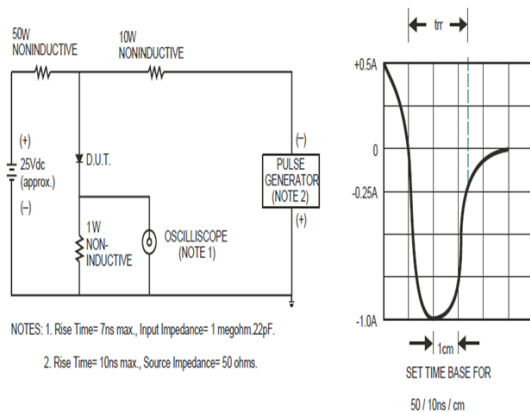 50W
NONINDUCTIVE
10W
NONINDUCTIVE
(+)
25Vdc
(approx.)
(–)
D.U.T.
1W
NON-
INDUCTIVE
OSCILLISCOPE
(NOTE 1)
(–)
PULSE
GENERATOR
(NOTE 2)
(+)
NOTES: 1. Rise Time= 7ns max., Input Impedance= 1 megohm.22pF.
2. Rise Time= 10ns max., Source Impedance= 50 ohms.
trr
+0.5A
0
-0.25A
-1.0A
1cm
SET TIME BASE FOR
50 / 10ns / cm